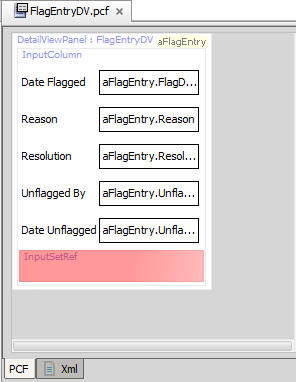 FlagEntryDV.pcf ×
DetailViewPanel : FlagEntryDV aFlagEntry
InputColumn
Date Flagged aFlagEntry.FlagD...
Reason aFlagEntry.Reason
Resolution aFlagEntry.Resol...
Unflagged By aFlagEntry.Unfla...
Date Unflagged aFlagEntry.Unfla...
InputSetRef
PCF Xml